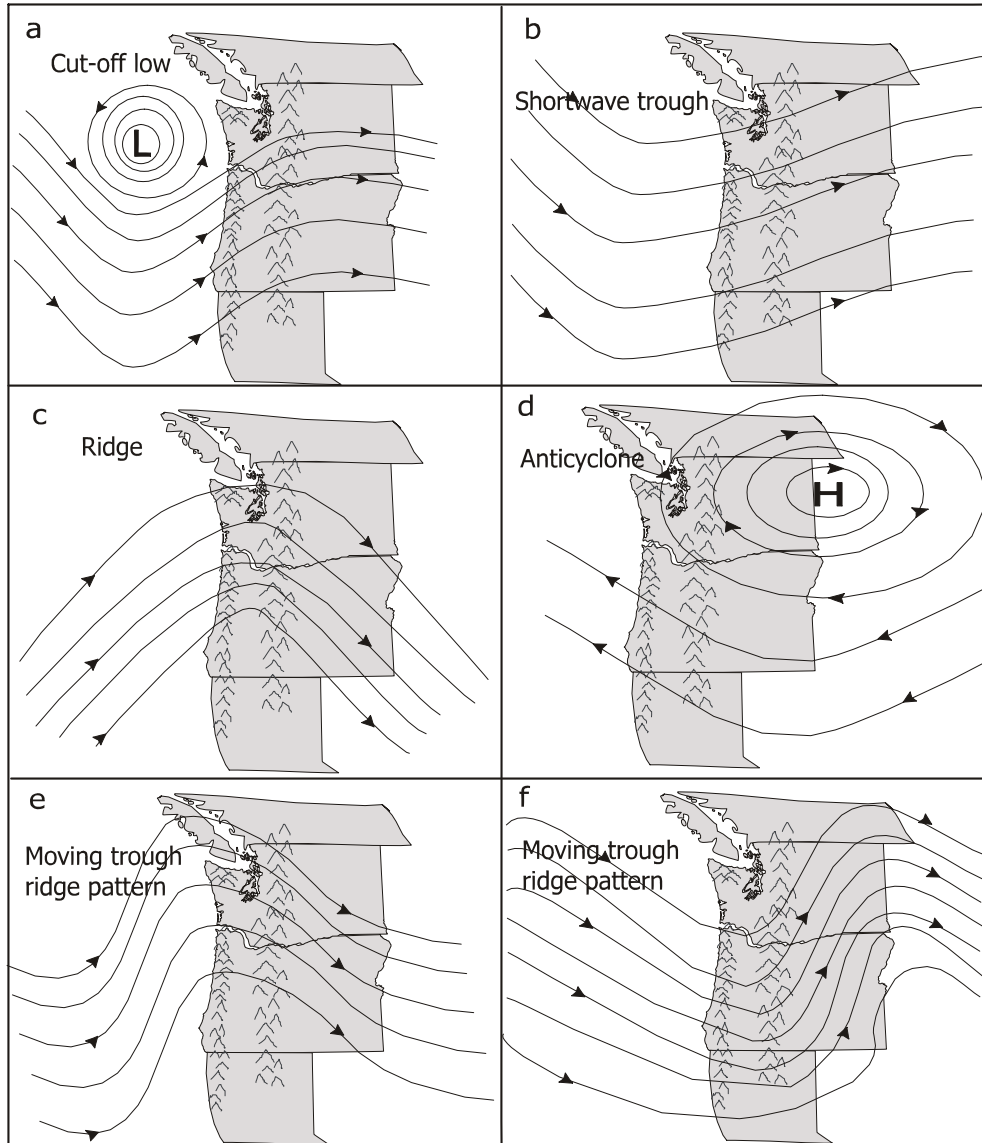 a
Cut-off low
L
b
Shortwave trough
c
Ridge
d
Anticyclone
H
e
Moving trough
ridge pattern
f
Moving trough
ridge pattern